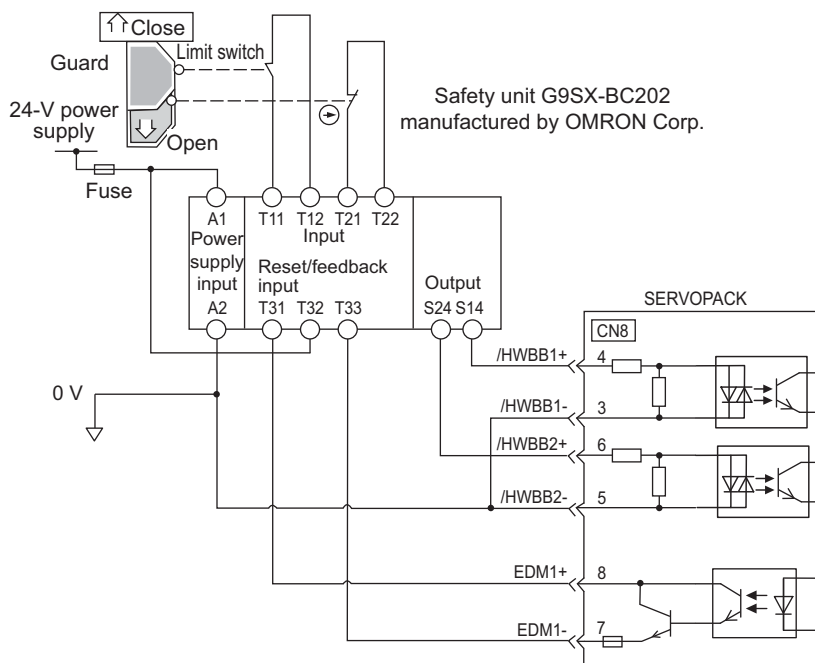 Close
Guard
Limit switch
24-V power
supply
Open
Fuse
Safety unit G9SX-BC202
manufactured by OMRON Corp.
A1 T11 T12 T21 T22
Power
supply
input
Input
Reset/feedback
input
Output
A2 T31 T32 T33 S24 S14
SERVOPACK
CN8
/HWBB1+ 4
0 V
/HWBB1- 3
/HWBB2+ 6
/HWBB2- 5
EDM1+ 8
EDM1- 7